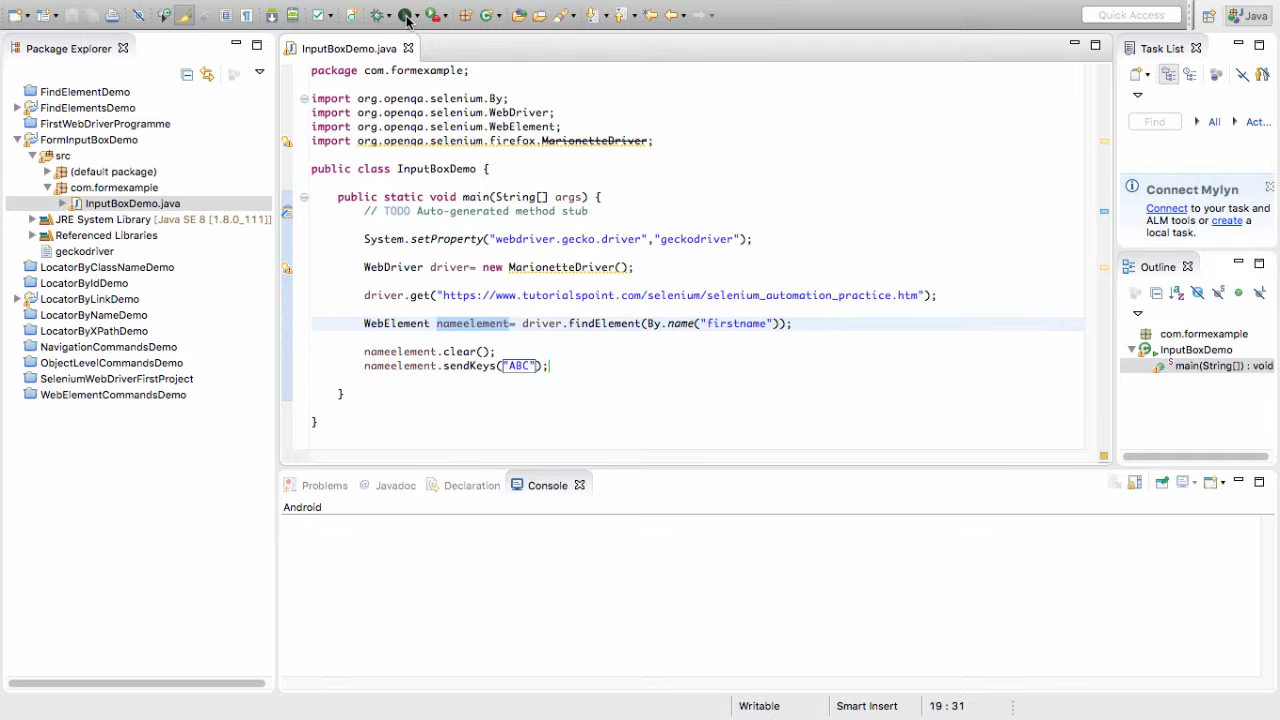 Quick Access
Java
Package Explorer
FindElementDemo
FindElementsDemo
FirstWebDriverProgramme
FormInputBoxDemo
src
(default package)
com.formexample
InputBoxDemo.java
JRE System Library [Java SE 8 [1.8.0_111]]
Referenced Libraries
geckodriver
LocatorByClassNameDemo
LocatorByIdDemo
LocatorByLinkDemo
LocatorByNameDemo
LocatorByXPathDemo
NavigationCommandsDemo
ObjectLevelCommandsDemo
SeleniumWebDriverFirstProject
WebElementCommandsDemo
InputBoxDemo.java
package com.formexample;
import org.openqa.selenium.By;
import org.openqa.selenium.WebDriver;
import org.openqa.selenium.WebElement;
import org.openqa.selenium.firefox.MarionetteDriver;
public class InputBoxDemo {
public static void main(String[] args) {
// TODO Auto-generated method stub
System.setProperty("webdriver.gecko.driver","geckodriver");
WebDriver driver= new MarionetteDriver();
driver.get("https://www.tutorialspoint.com/selenium/selenium_automation_practice.htm");
WebElement nameelement= driver.findElement(By.name("firstname"));
nameelement.clear();
nameelement.sendKeys("ABC");
}
}
Task List
Find All Act...
Connect Mylyn
Connect to your task and
ALM tools or create a
local task.
Outline
com.formexample
InputBoxDemo
main(String[]) : void
Problems Javadoc Declaration Console
Android
Writable Smart Insert 19 : 31